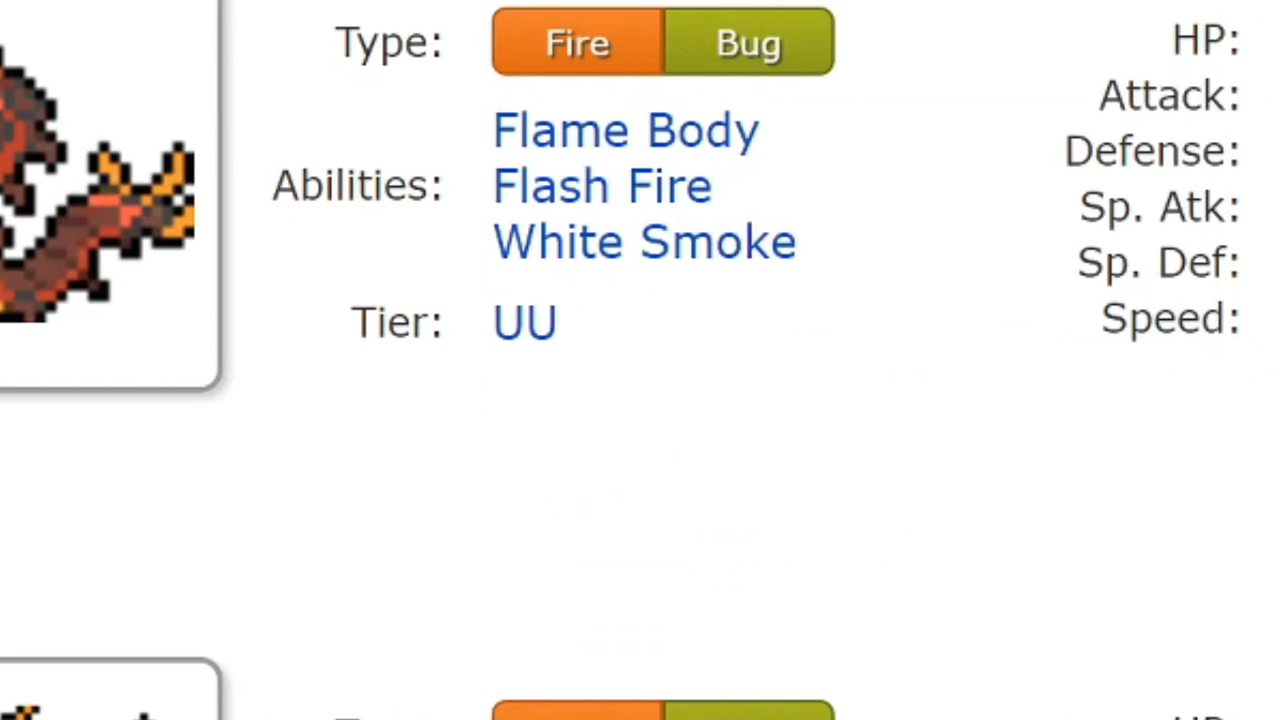 Type: Fire Bug
Abilities: Flame Body
Flash Fire
White Smoke
Tier: UU
HP:
Attack:
Defense:
Sp. Atk:
Sp. Def:
Speed: